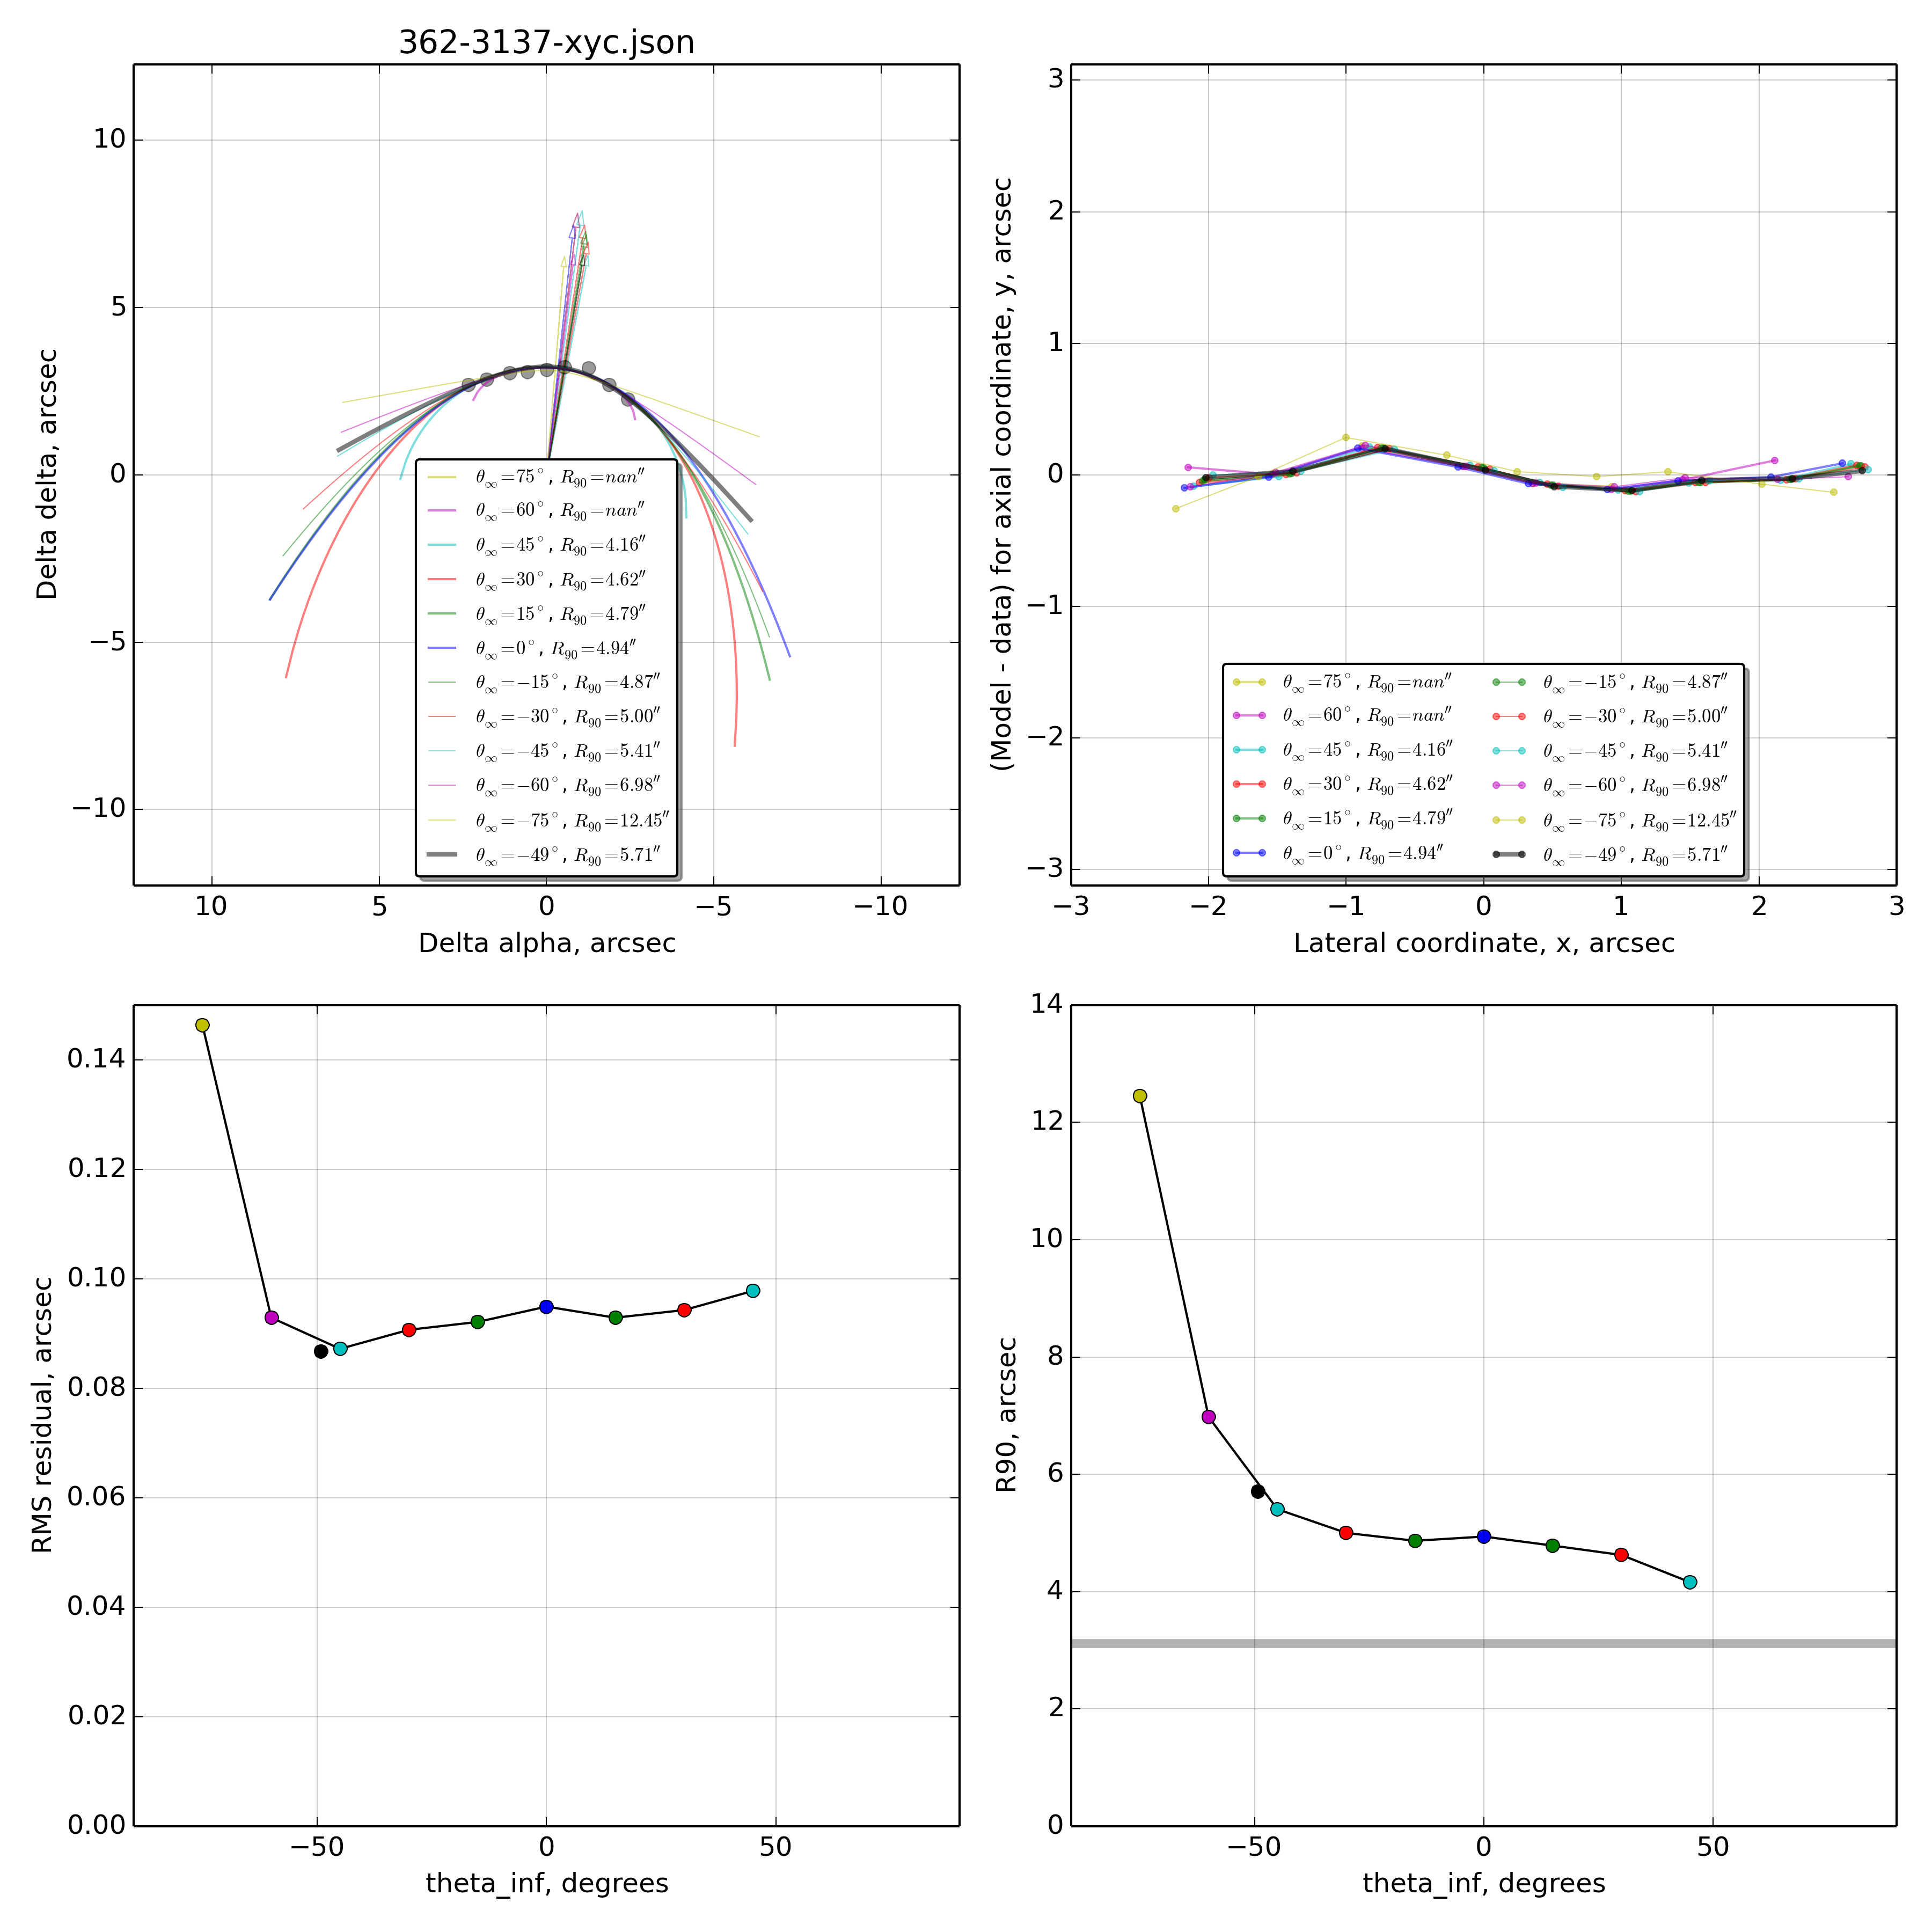 362-3137-xyc.json
10
5
0
−5
−10
Delta delta, arcsec
10
5
0
−5
−10
Delta alpha, arcsec
θ∞=75°, R90=nan″
θ∞=60°, R90=nan″
θ∞=45°, R90=4.16″
θ∞=30°, R90=4.62″
θ∞=15°, R90=4.79″
θ∞=0°, R90=4.94″
θ∞=−15°, R90=4.87″
θ∞=−30°, R90=5.00″
θ∞=−45°, R90=5.41″
θ∞=−60°, R90=6.98″
θ∞=−75°, R90=12.45″
θ∞=−49°, R90=5.71″
3
2
1
0
−1
−2
−3
(Model - data) for axial coordinate, y, arcsec
−3
−2
−1
0
1
2
3
Lateral coordinate, x, arcsec
θ∞=75°, R90=nan″
θ∞=60°, R90=nan″
θ∞=45°, R90=4.16″
θ∞=30°, R90=4.62″
θ∞=15°, R90=4.79″
θ∞=0°, R90=4.94″
θ∞=−15°, R90=4.87″
θ∞=−30°, R90=5.00″
θ∞=−45°, R90=5.41″
θ∞=−60°, R90=6.98″
θ∞=−75°, R90=12.45″
θ∞=−49°, R90=5.71″
0.14
0.12
0.10
0.08
0.06
0.04
0.02
0.00
RMS residual, arcsec
−50
0
50
theta_inf, degrees
14
12
10
8
6
4
2
0
R90, arcsec
−50
0
50
theta_inf, degrees